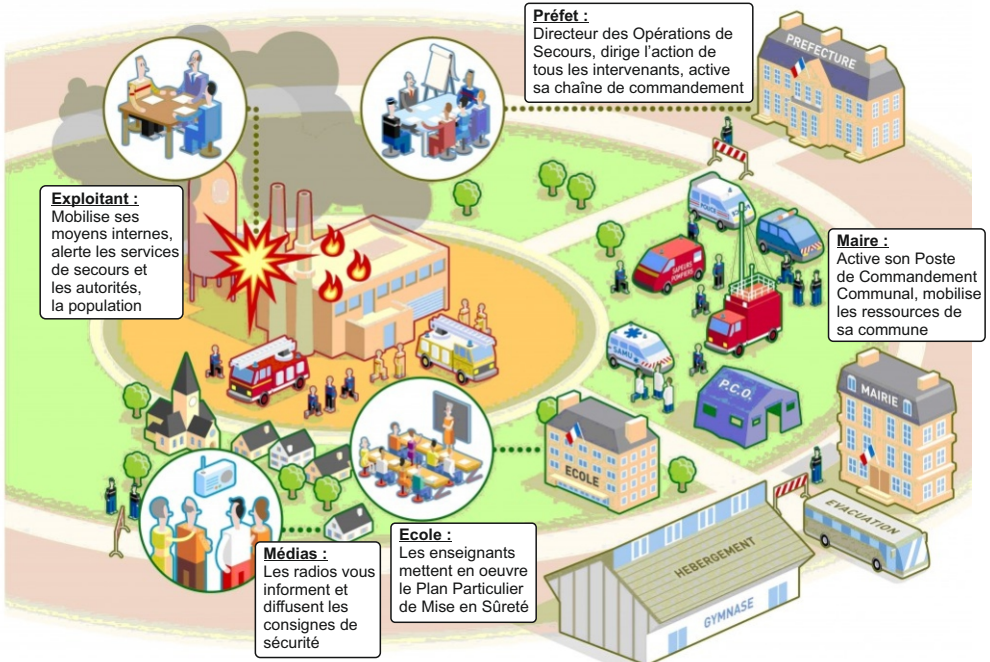 Préfet :
Directeur des Opérations de
Secours, dirige l'action de
tous les intervenants, active
sa chaîne de commandement
PREFECTURE
Exploitant :
Mobilise ses
moyens internes,
alerte les services
de secours et
les autorités,
la population
POLICE
SAPEURS
POMPIERS
Maire :
Active son Poste
de Commandement
Communal, mobilise
les ressources de
sa commune
SAMU
P.C.O.
MAIRIE
ECOLE
EVACUATION
HEBERGEMENT
GYMNASE
Médias :
Les radios vous
informent et
diffusent les
consignes de
sécurité
Ecole :
Les enseignants
mettent en oeuvre
le Plan Particulier
de Mise en Sûreté